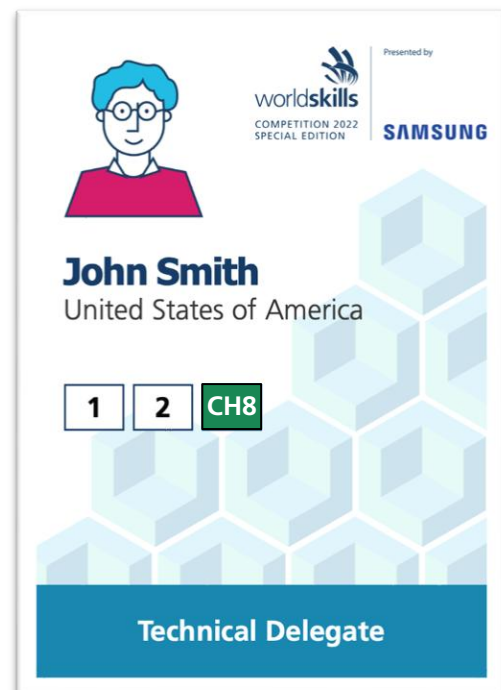 Presented by
worldskills
COMPETITION 2022
SPECIAL EDITION
SAMSUNG
John Smith
United States of America
1 2 CH8
Technical Delegate